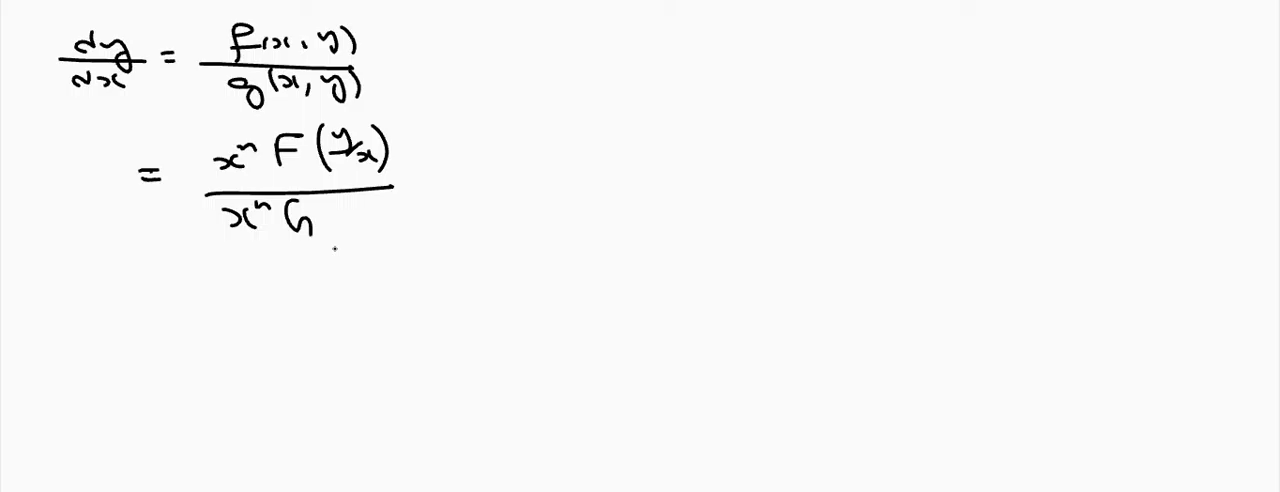 dy/dx = f(x, y)/g(x, y)
= x^n F(y/x)/x^n G